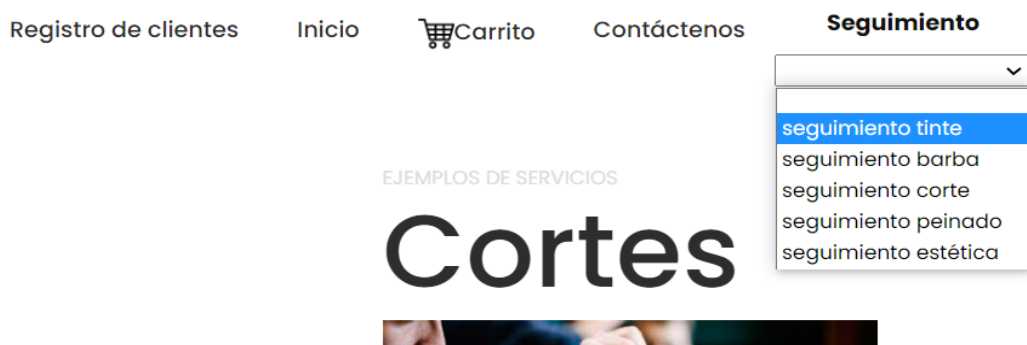 Registro de clientes Inicio Carrito Contáctenos Seguimiento
seguimiento tinte
seguimiento barba
seguimiento corte
seguimiento peinado
seguimiento estética
EJEMPLOS DE SERVICIOS
Cortes